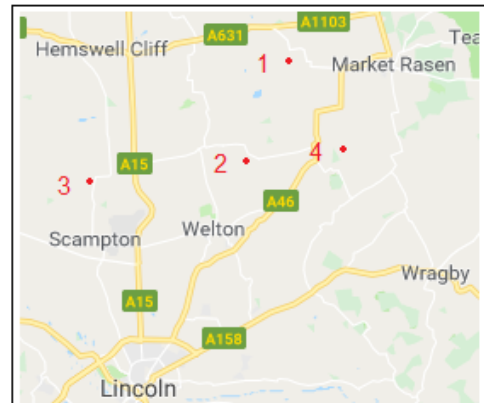 A1103
A631
Tea
Hemswell Cliff
1
Market Rasen
A15
2
4
3
A46
Scampton
Welton
Wragby
A15
A158
Lincoln